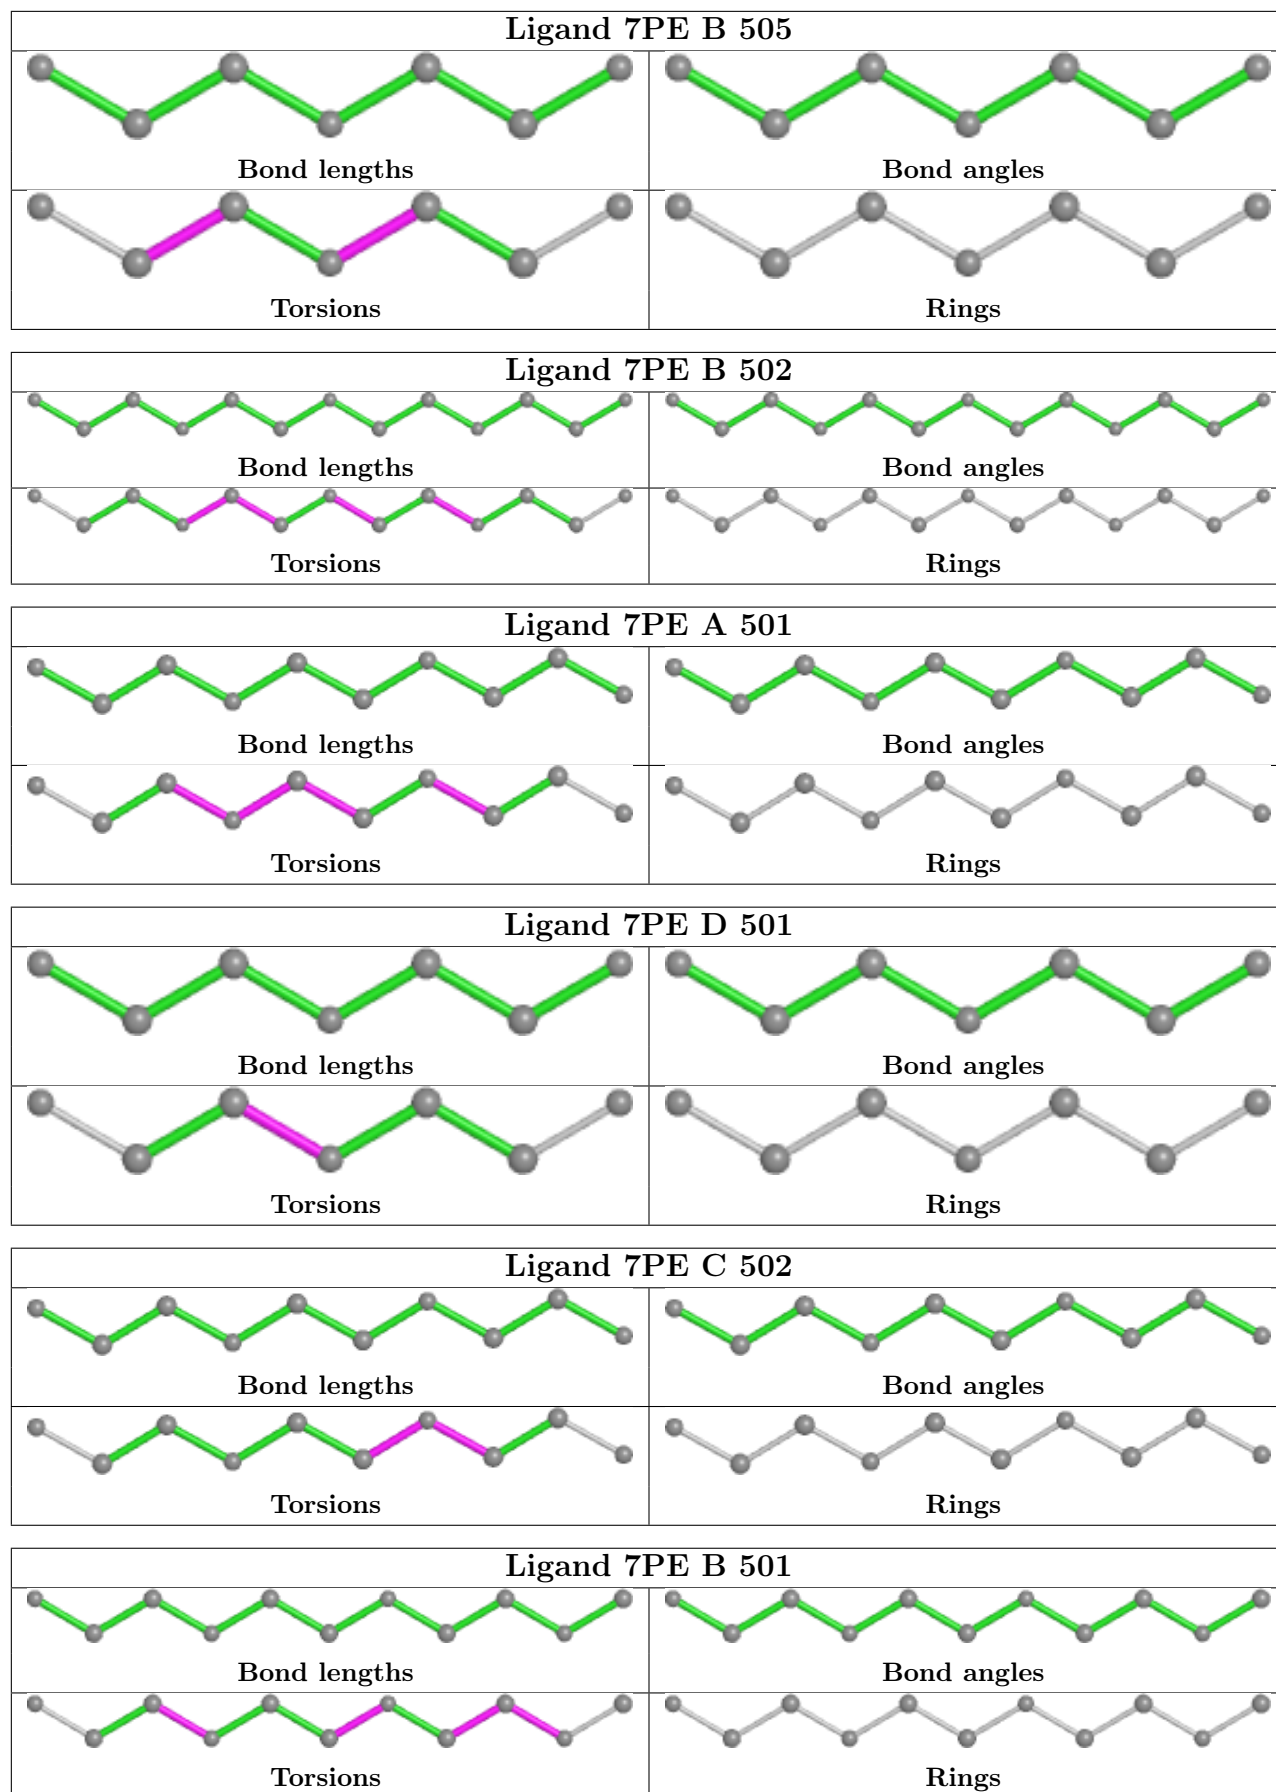 Ligand 7PE B 505
Bond lengths
Bond angles
Torsions
Rings
Ligand 7PE B 502
Bond lengths
Bond angles
Torsions
Rings
Ligand 7PE A 501
Bond lengths
Bond angles
Torsions
Rings
Ligand 7PE D 501
Bond lengths
Bond angles
Torsions
Rings
Ligand 7PE C 502
Bond lengths
Bond angles
Torsions
Rings
Ligand 7PE B 501
Bond lengths
Bond angles
Torsions
Rings